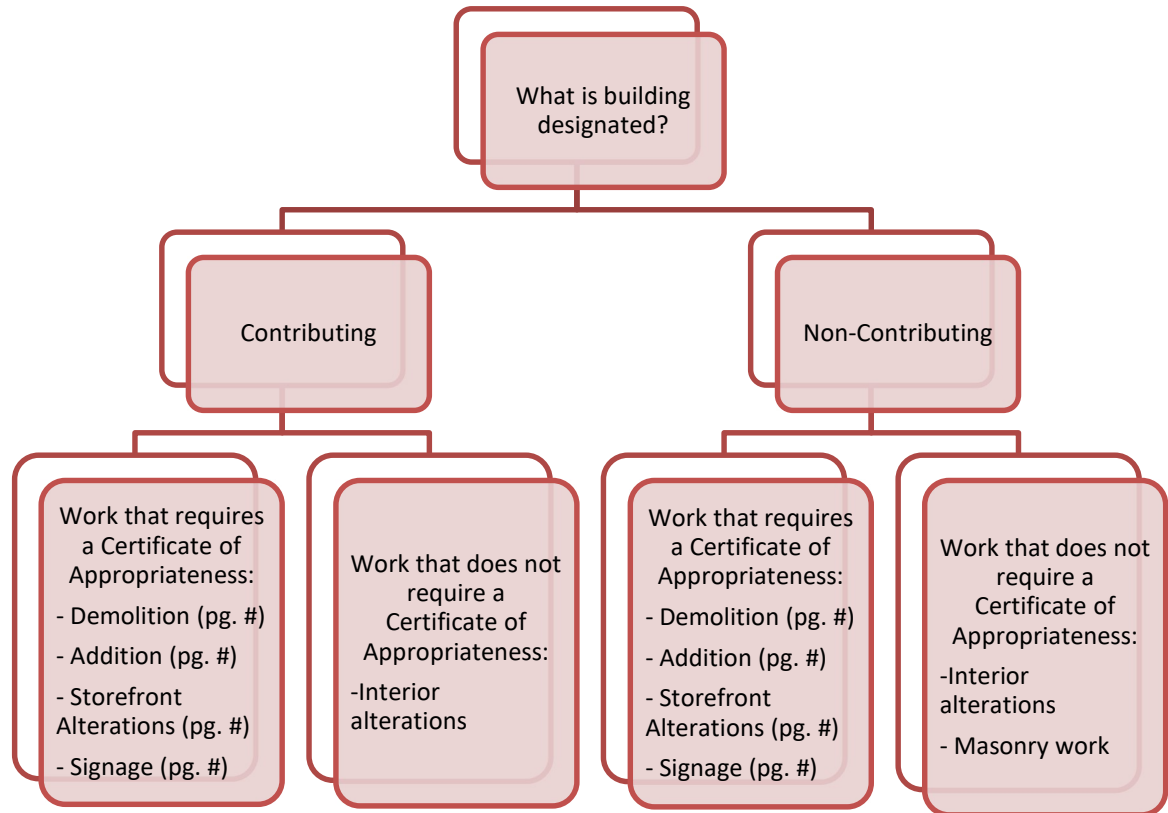 What is building
designated?
Contributing
Non-Contributing
Work that requires
a Certificate of
Appropriateness:
- Demolition (pg. #)
- Addition (pg. #)
- Storefront
Alterations (pg. #)
- Signage (pg. #)
Work that does not
require a
Certificate of
Appropriateness:
-Interior
alterations
Work that requires
a Certificate of
Appropriateness:
- Demolition (pg. #)
- Addition (pg. #)
- Storefront
Alterations (pg. #)
- Signage (pg. #)
Work that does not
require a
Certificate of
Appropriateness:
-Interior
alterations
- Masonry work